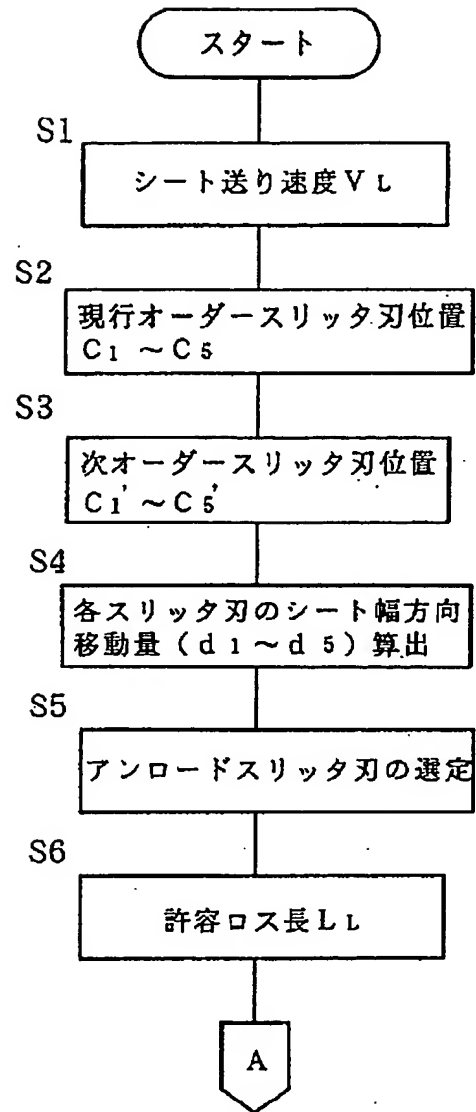 スタート
S1
シート送り速度VL
S2
現行オーダースリッタ刃位置
C1 ~C5
S3
次オーダースリッタ刃位置
C1'~C5'
S4
各スリッタ刃のシート幅方向
移動量(d1~d5)算出
S5
アンロードスリッタ刃の選定
S6
許容ロス長LL
A